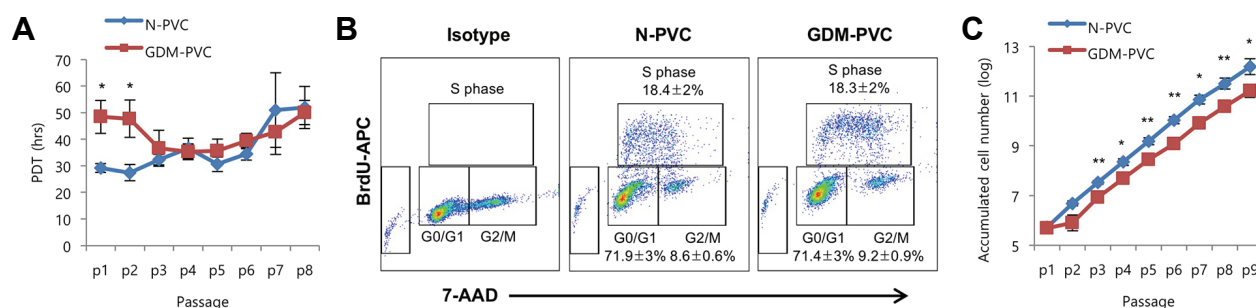 A
N-PVC
GDM-PVC
PDT (hrs)
70
60
50
40
30
20
10
0
* *
p1 p2 p3 p4 p5 p6 p7 p8
Passage
B
Isotype N-PVC GDM-PVC
BrdU-APC
S phase
S phase
18.4±2%
S phase
18.3±2%
G0/G1 G2/M
G0/G1 G2/M
71.9±3% 8.6±0.6%
G0/G1 G2/M
71.4±3% 9.2±0.9%
7-AAD
C
N-PVC
GDM-PVC
Accumulated cell number (log)
13
11
9
7
5
** * ** ** * ** *
p1 p2 p3 p4 p5 p6 p7 p8 p9
Passage